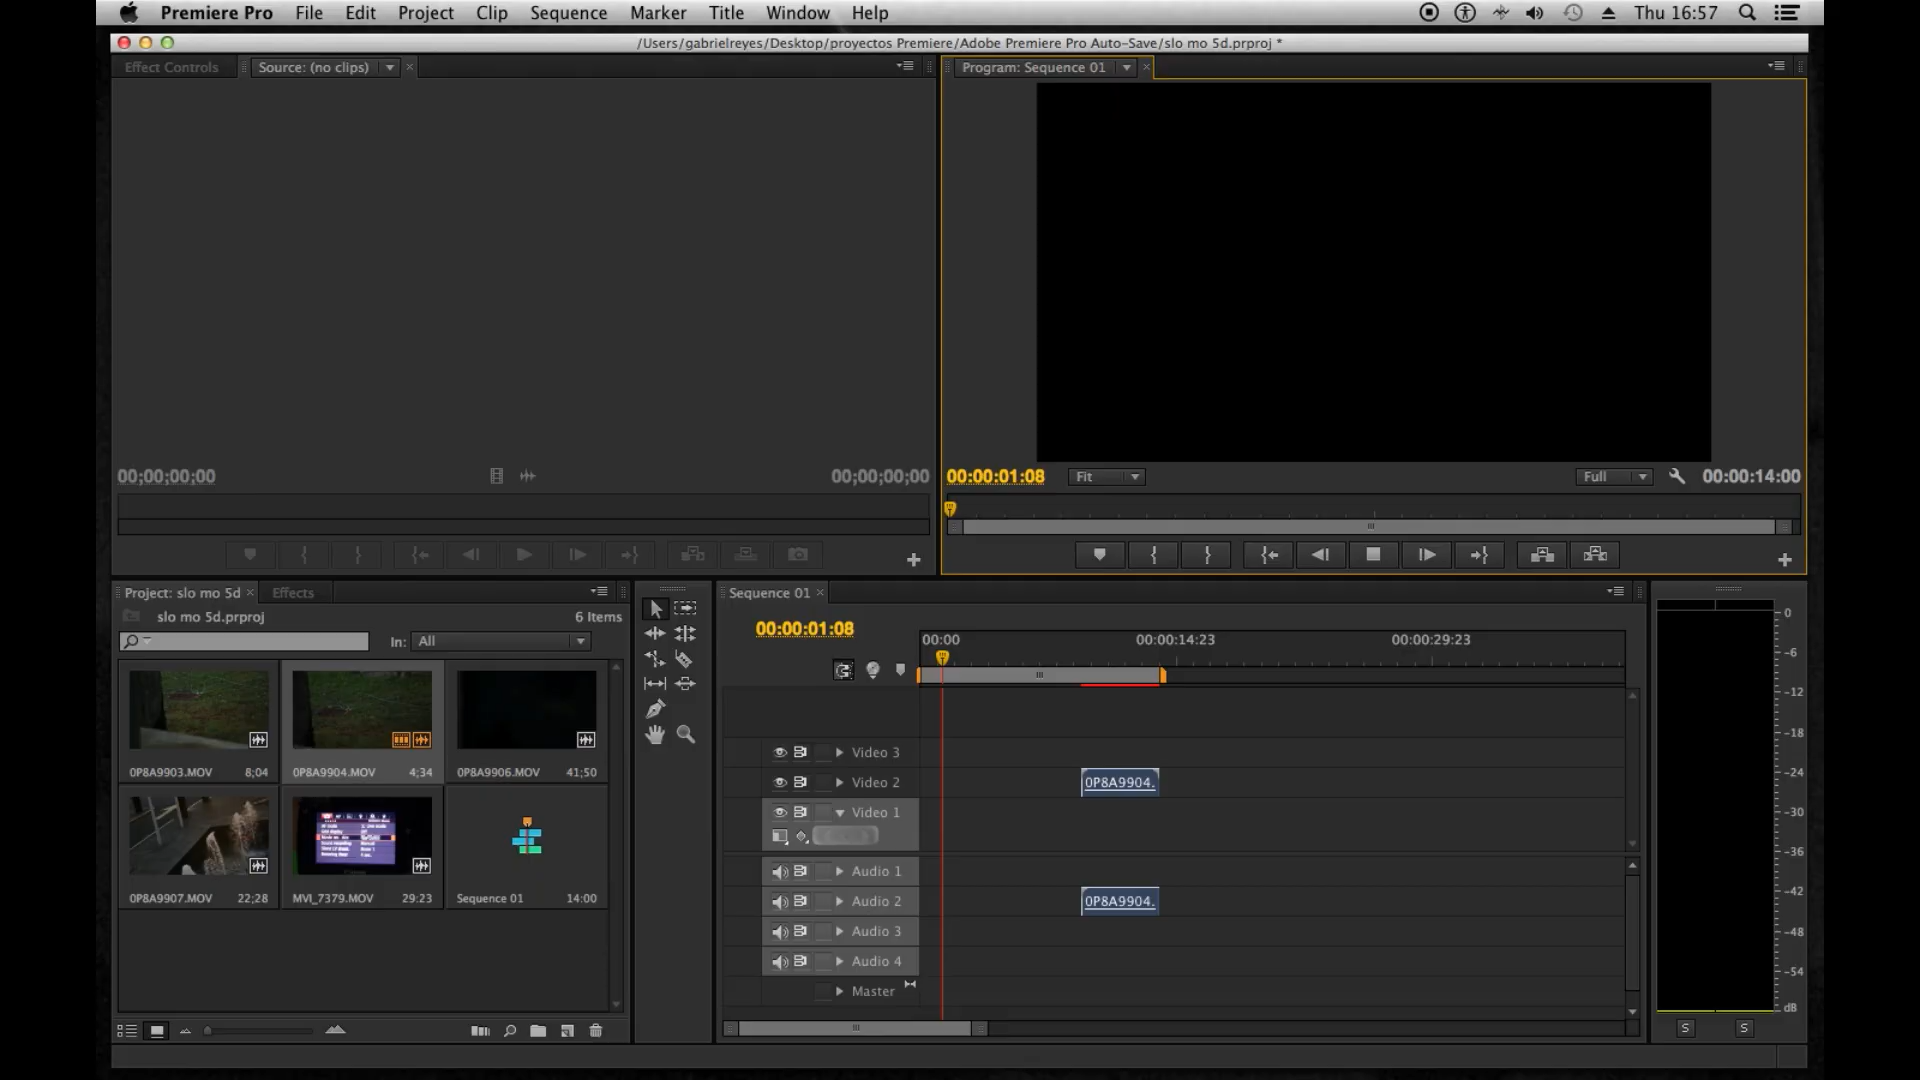 Premiere Pro File Edit Project Clip Sequence Marker Title Window Help Thu 16:57
/Users/gabrielreyes/Desktop/proyectos Premiere/Adobe Premiere Pro Auto-Save/slo mo 5d.prproj *
Effect Controls Source: (no clips) Program: Sequence 01
00;00;00;00 00;00;00;00 00:00:01:08 Fit Full 00:00:14:00
Project: slo mo 5d Effects
slo mo 5d.prproj 6 Items
In: All
0P8A9903.MOV 8;04 0P8A9904.MOV 4;34 0P8A9906.MOV 41;50
0P8A9907.MOV 22;28 MVI_7379.MOV 29:23 Sequence 01 14:00
Sequence 01
00:00:01:08
00:00 00:00:14:23 00:00:29:23
Video 3
Video 2 0P8A9904.
Video 1
Audio 1
Audio 2 0P8A9904.
Audio 3
Audio 4
Master
0
-6
-12
-18
-24
-30
-36
-42
-48
-54
dB
S S